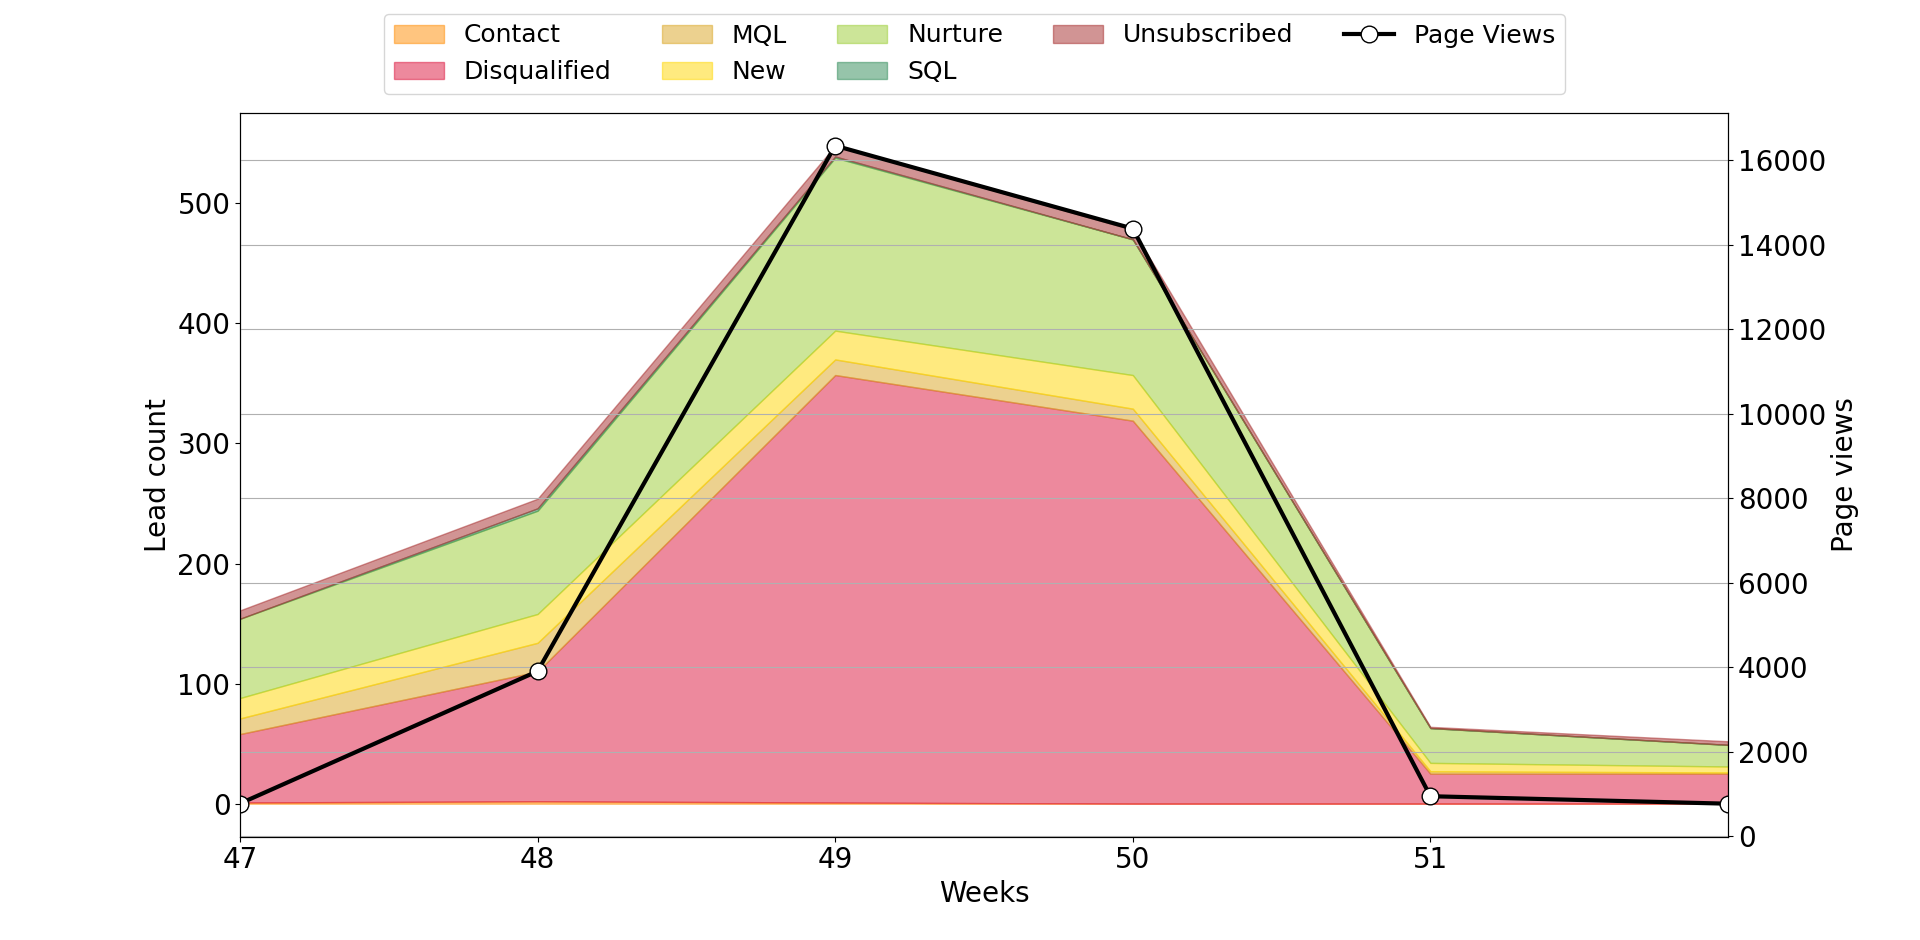 Contact MQL Nurture Unsubscribed Page Views
Disqualified New SQL
500
400
300
200
100
0
Lead count
16000
14000
12000
10000
8000
6000
4000
2000
0
Page views
47 48 49 50 51
Weeks